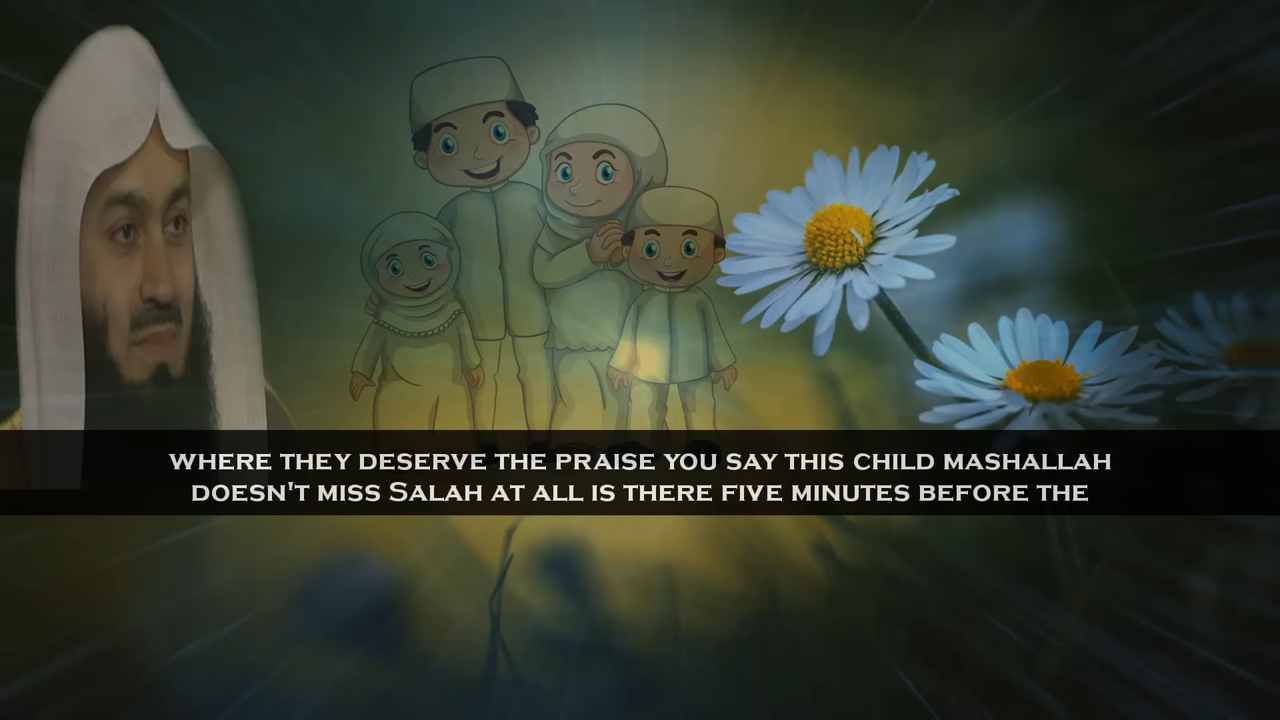 WHERE THEY DESERVE THE PRAISE YOU SAY THIS CHILD MASHALLAH
DOESN'T MISS SALAH AT ALL IS THERE FIVE MINUTES BEFORE THE